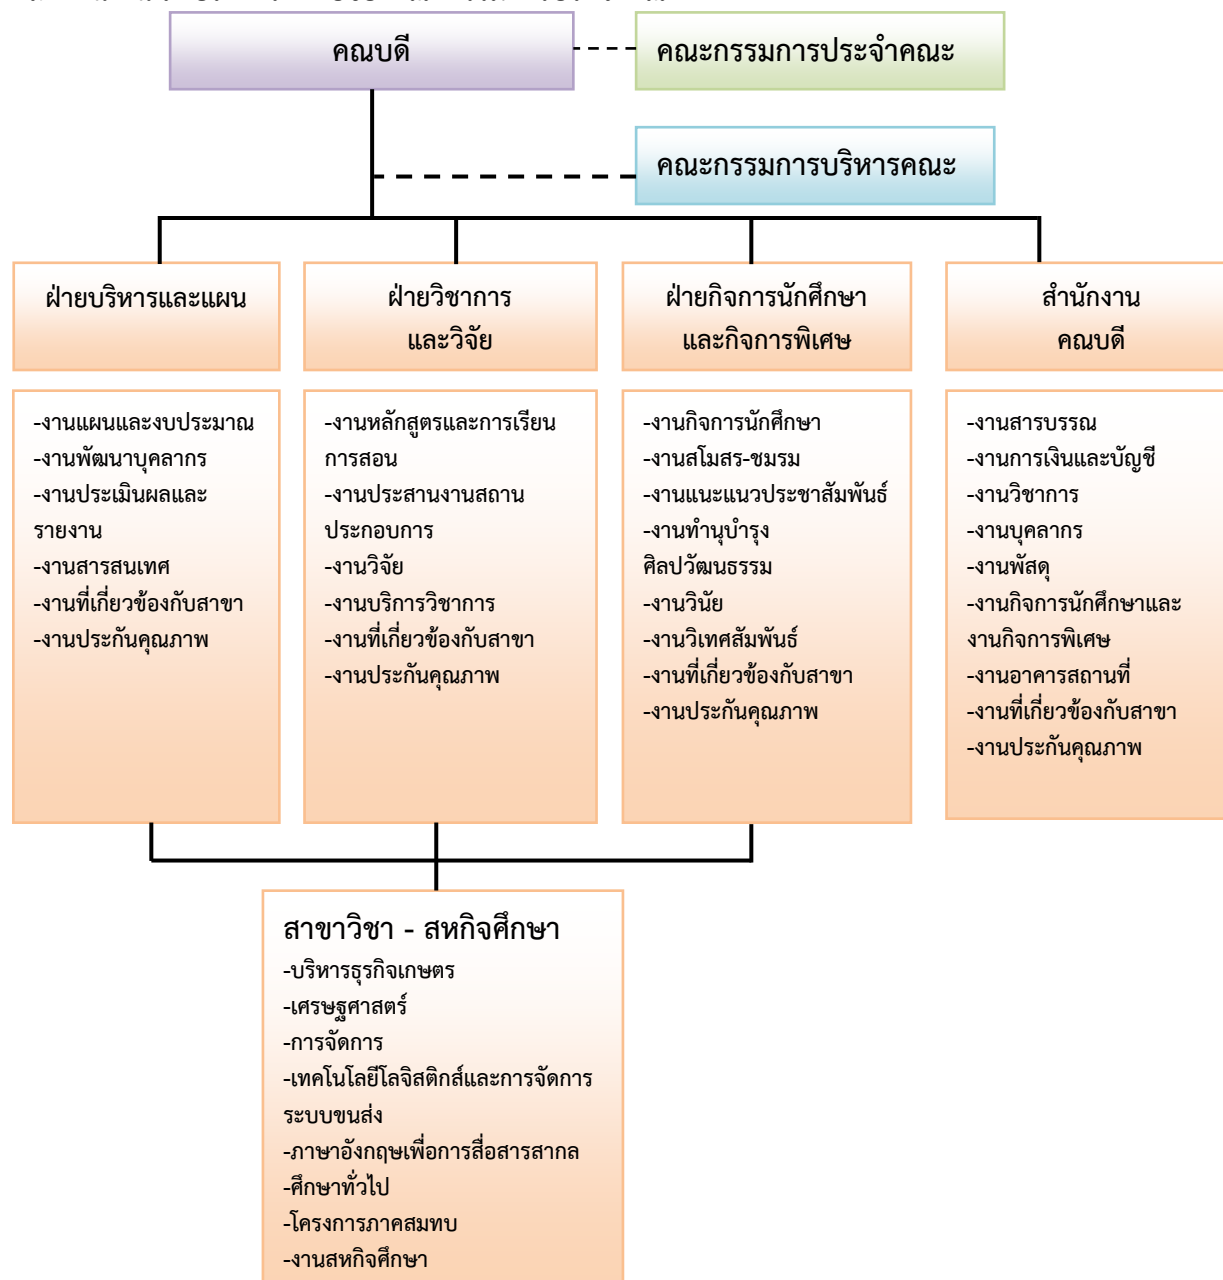 คณบดี
คณะกรรมการประจำคณะ
คณะกรรมการบริหารคณะ
ฝ่ายบริหารและแผน
ฝ่ายวิชาการ
และวิจัย
ฝ่ายกิจการนักศึกษา
และกิจการพิเศษ
สำนักงาน
คณบดี
-งานแผนและงบประมาณ
-งานพัฒนาบุคลากร
-งานประเมินผลและ
รายงาน
-งานสารสนเทศ
-งานที่เกี่ยวข้องกับสาขา
-งานประกันคุณภาพ
-งานหลักสูตรและการเรียน
การสอน
-งานประสานงานสถาน
ประกอบการ
-งานวิจัย
-งานบริการวิชาการ
-งานที่เกี่ยวข้องกับสาขา
-งานประกันคุณภาพ
-งานกิจการนักศึกษา
-งานสโมสร-ชมรม
-งานแนะแนวประชาสัมพันธ์
-งานทำนุบำรุง
ศิลปวัฒนธรรม
-งานวินัย
-งานวิเทศสัมพันธ์
-งานที่เกี่ยวข้องกับสาขา
-งานประกันคุณภาพ
-งานสารบรรณ
-งานการเงินและบัญชี
-งานวิชาการ
-งานบุคลากร
-งานพัสดุ
-งานกิจการนักศึกษาและ
งานกิจการพิเศษ
-งานอาคารสถานที่
-งานที่เกี่ยวข้องกับสาขา
-งานประกันคุณภาพ
สาขาวิชา - สหกิจศึกษา
-บริหารธุรกิจเกษตร
-เศรษฐศาสตร์
-การจัดการ
-เทคโนโลยีโลจิสติกส์และการจัดการ
ระบบขนส่ง
-ภาษาอังกฤษเพื่อการสื่อสารสากล
-ศึกษาทั่วไป
-โครงการภาคสมทบ
-งานสหกิจศึกษา